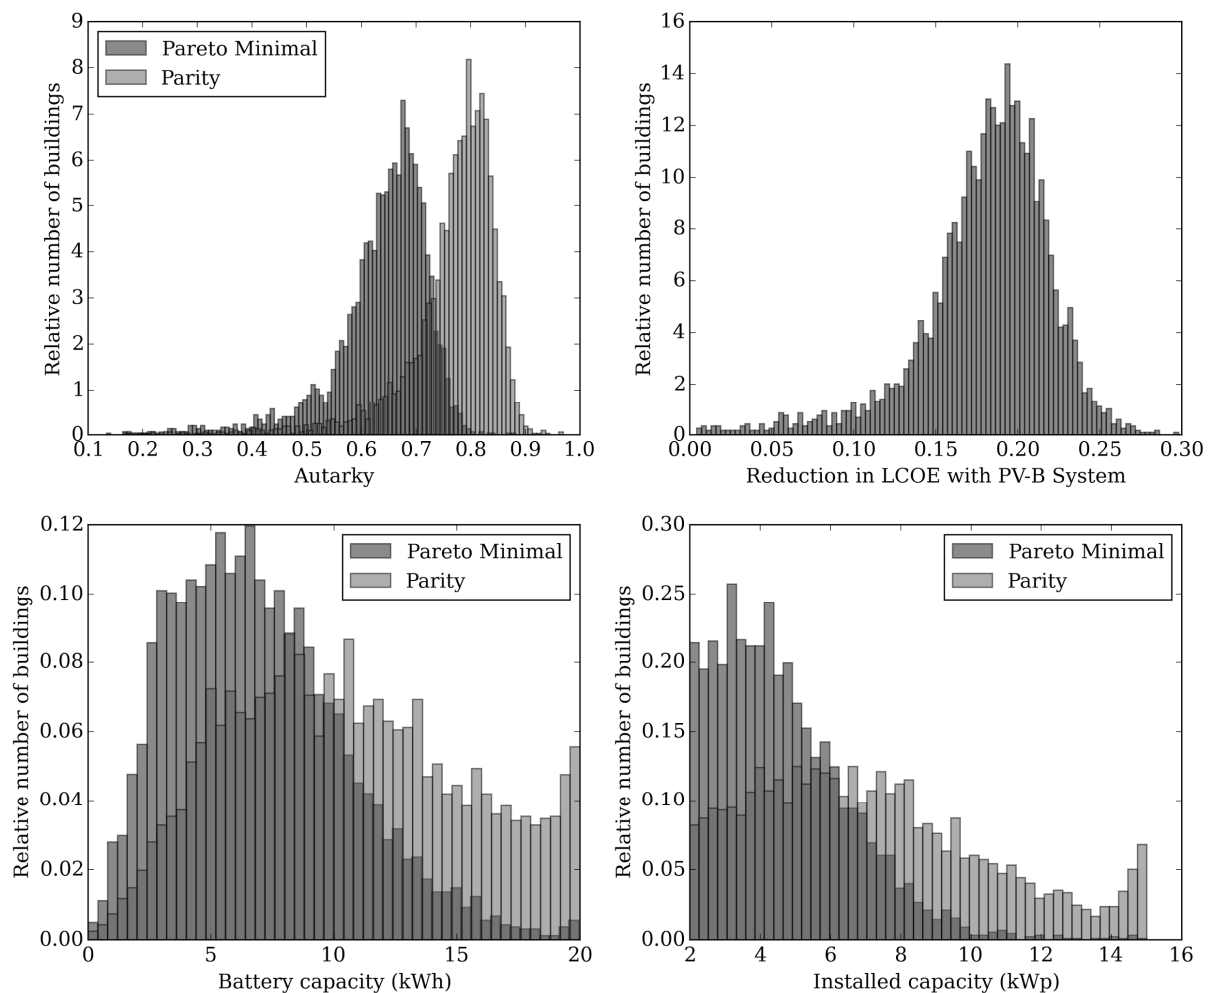 9
8
7
6
5
4
3
2
1
0
Relative number of buildings
Pareto Minimal
Parity
0.1 0.2 0.3 0.4 0.5 0.6 0.7 0.8 0.9 1.0
Autarky
16
14
12
10
8
6
4
2
0
Relative number of buildings
0.00 0.05 0.10 0.15 0.20 0.25 0.30
Reduction in LCOE with PV-B System
0.12
0.10
0.08
0.06
0.04
0.02
0.00
Relative number of buildings
Pareto Minimal
Parity
0 5 10 15 20
Battery capacity (kWh)
0.30
0.25
0.20
0.15
0.10
0.05
0.00
Relative number of buildings
Pareto Minimal
Parity
2 4 6 8 10 12 14 16
Installed capacity (kWp)